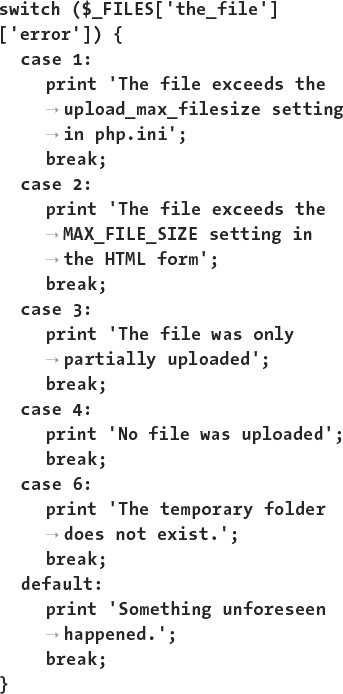 switch ($_FILES['the_file']
['error']) {
case 1:
print 'The file exceeds the
→upload_max_filesize setting
→in php.ini';
break;
case 2:
print 'The file exceeds the
→MAX_FILE_SIZE setting in
→the HTML form';
break;
case 3:
print 'The file was only
→partially uploaded';
break;
case 4:
print 'No file was uploaded';
break;
case 6:
print 'The temporary folder
→does not exist.';
break;
default:
print 'Something unforeseen
→happened.';
break;
}